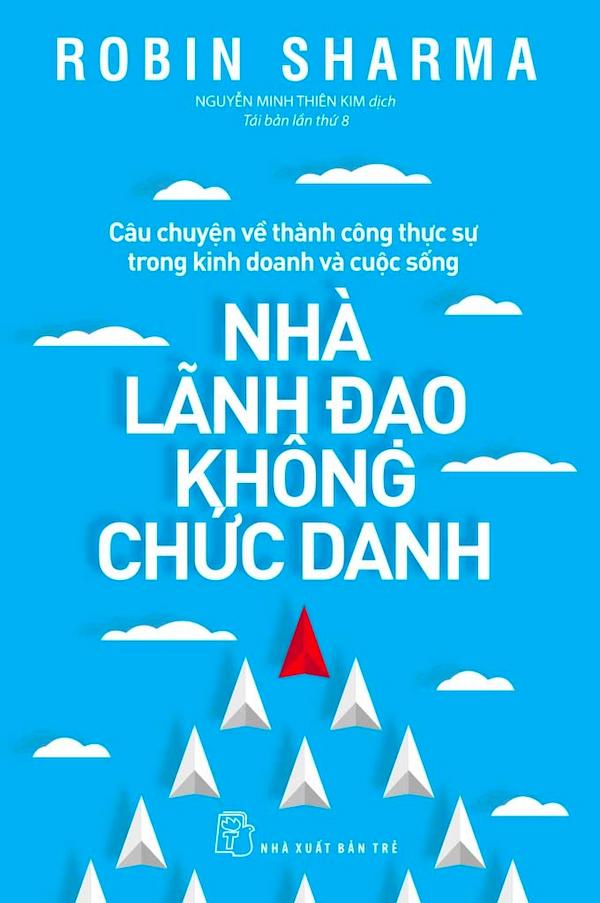 ROBIN SHARMA
NGUYỄN MINH THIÊN KIM dịch
Tái bản lần thứ 8
Câu chuyện về thành công thực sự
trong kinh doanh và cuộc sống
NHÀ
LÃNH ĐẠO
KHÔNG
CHỨC DANH
NHÀ XUẤT BẢN TRẺ